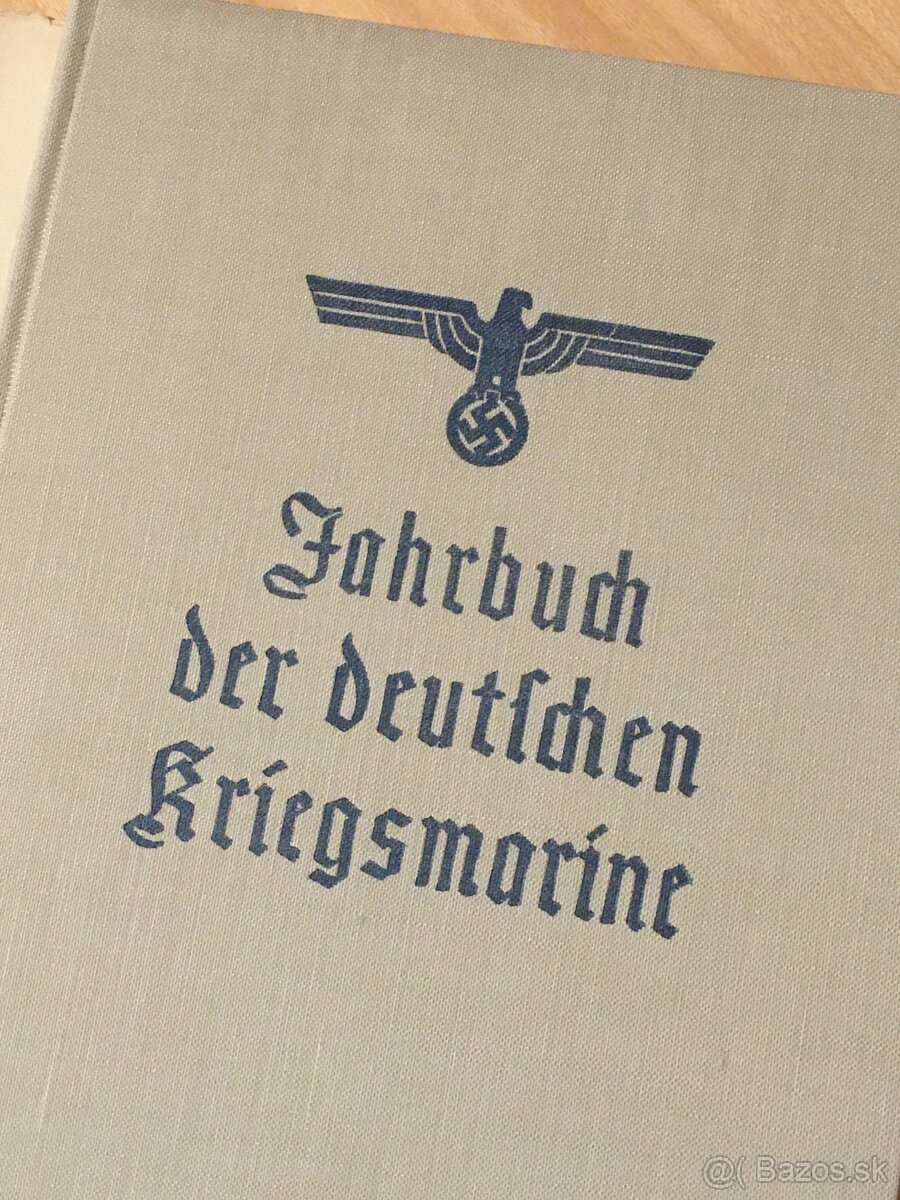 Jahrbuch
der deutſchen
Kriegsmarine
@( Bazos.sk